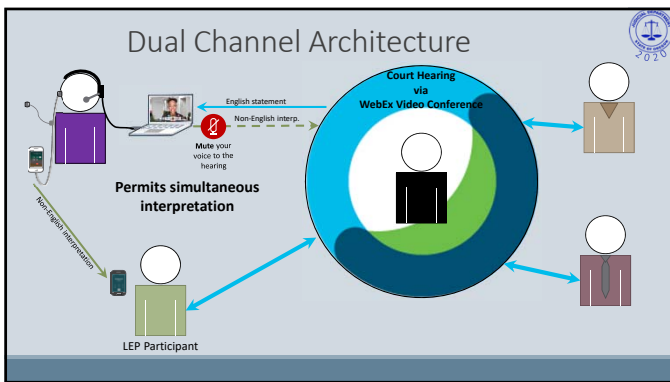 Dual Channel Architecture
2020
Court Hearing
via
WebEx Video Conference
English statement
Non-English interp.
Mute your
voice to the
hearing
Permits simultaneous
interpretation
Non-English interpretation
LEP Participant